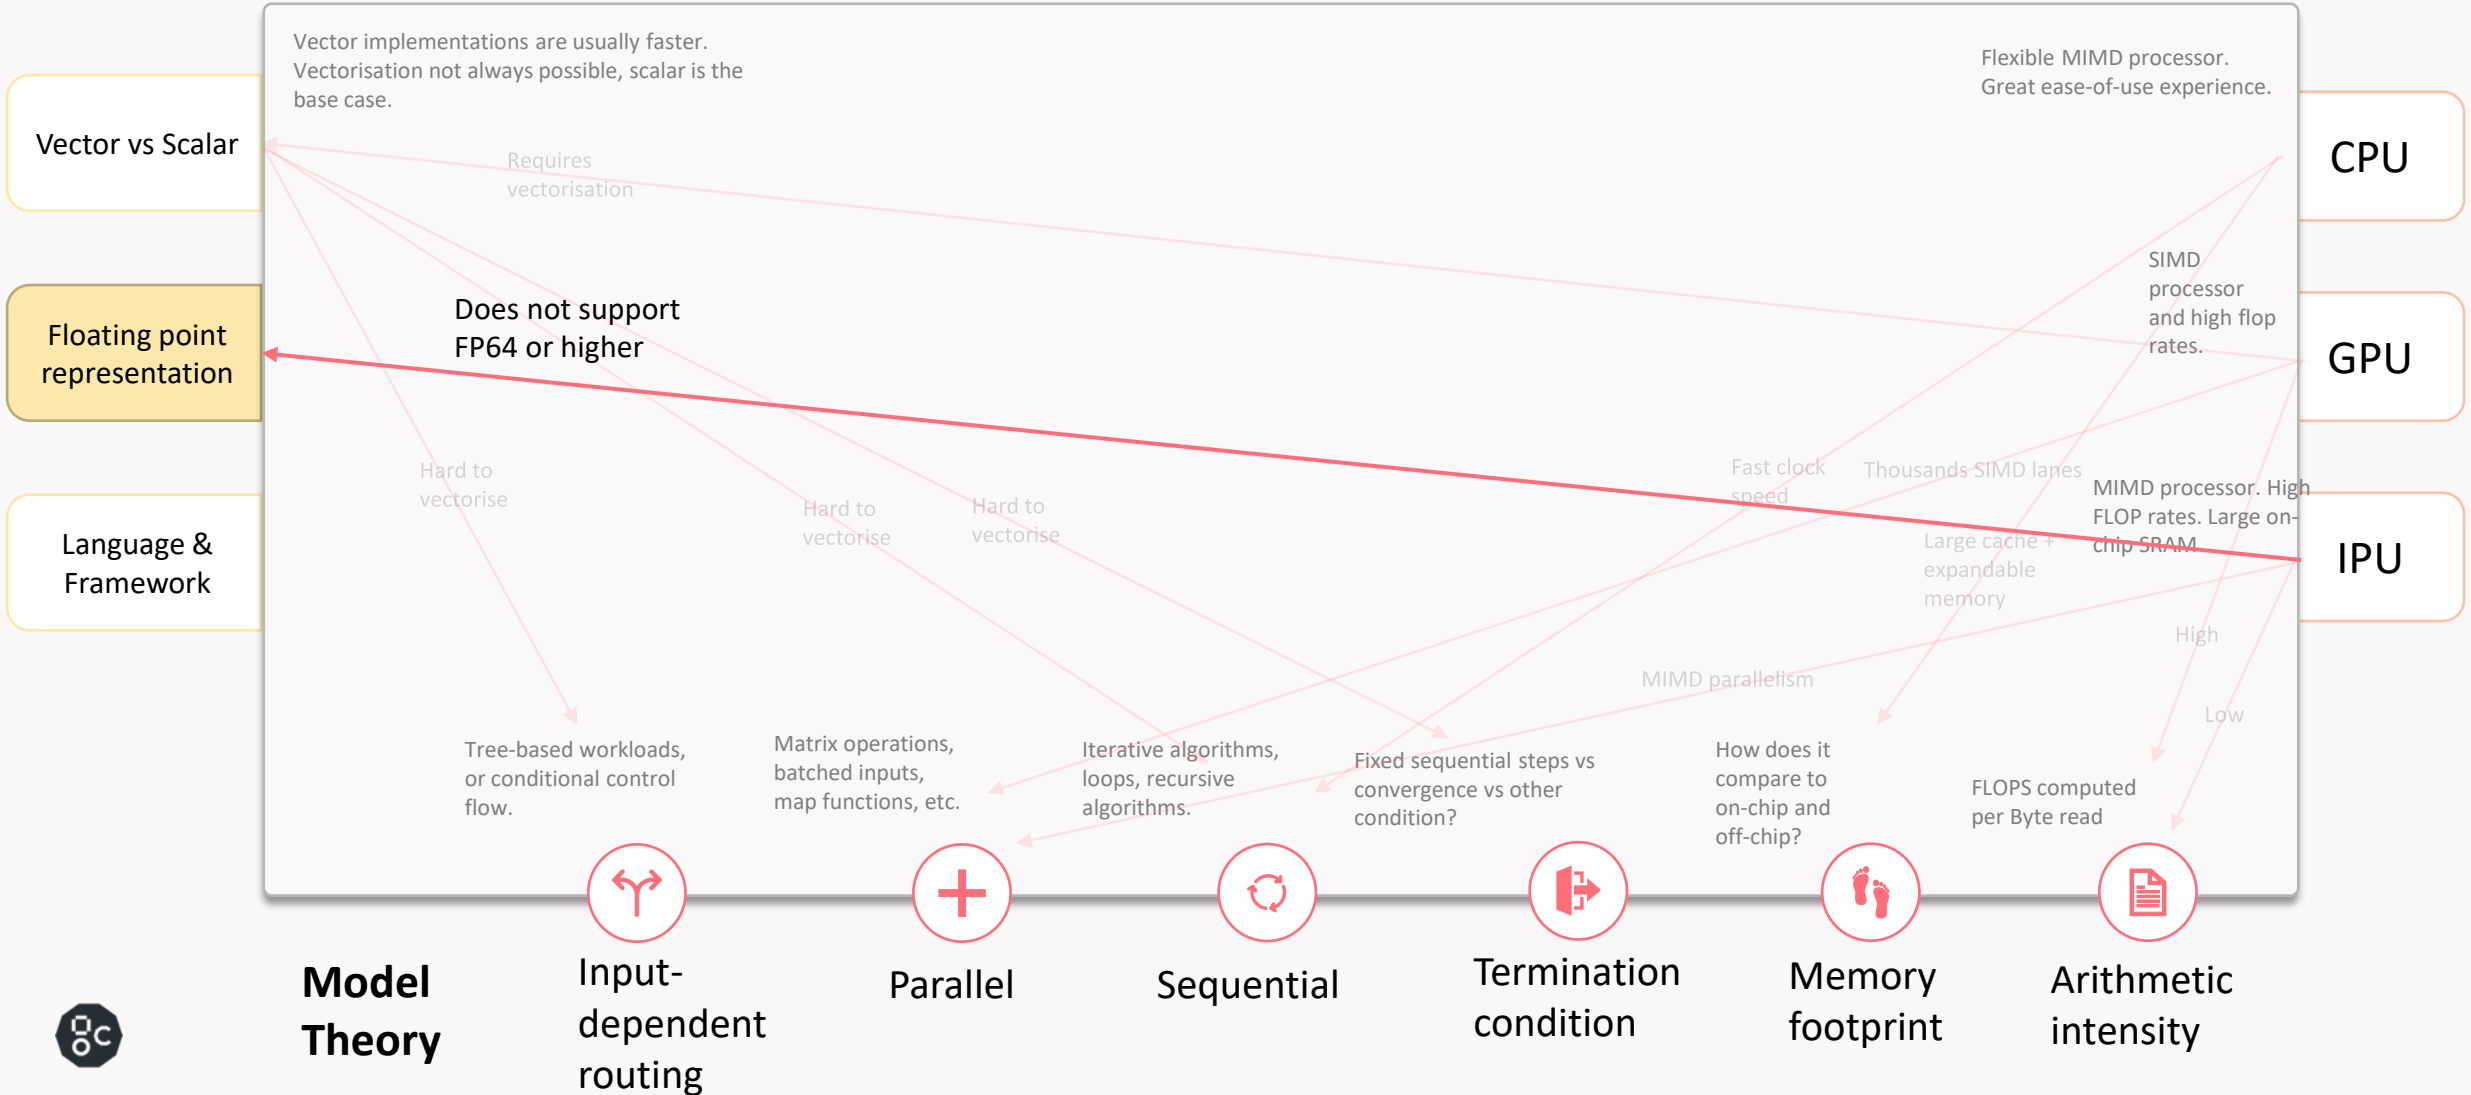 Vector implementations are usually faster.
Vectorisation not always possible, scalar is the
base case.
Flexible MIMD processor.
Great ease-of-use experience.
Vector vs Scalar
CPU
Requires
vectorisation
SIMD
processor
and high flop
rates.
Does not support
FP64 or higher
Floating point
representation
GPU
Hard to
vectorise
Hard to
vectorise
Hard to
vectorise
Fast clock
speed
Thousands SIMD lanes
MIMD processor. High
FLOP rates. Large on-
chip SRAM
Language &
Framework
Large cache +
expandable
memory
IPU
High
MIMD parallelism
Low
Tree-based workloads,
or conditional control
flow.
Matrix operations,
batched inputs,
map functions, etc.
Iterative algorithms,
loops, recursive
algorithms.
Fixed sequential steps vs
convergence vs other
condition?
How does it
compare to
on-chip and
off-chip?
FLOPS computed
per Byte read
Model
Theory
Input-
dependent
routing
Parallel
Sequential
Termination
condition
Memory
footprint
Arithmetic
intensity
gc